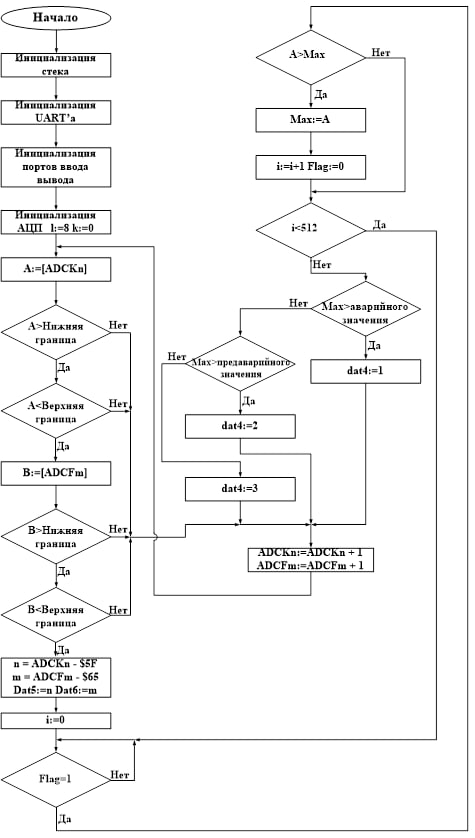 Начало
Инициализация
стека
Инициализация
UART'а
Инициализация
портов ввода
вывода
Инициализация
АЦП l:=8 k:=0
A:=[ADCKn]
A>Нижняя
граница
Нет
Да
A<Верхняя
граница
Нет
Да
B:=[ADCFm]
B>Нижняя
граница
Нет
Да
B<Верхняя
граница
Нет
Да
n = ADCKn - $5F
m = ADCFm - $65
Dat5:=n Dat6:=m
i:=0
Flag=1
Нет
Да
A>Max
Нет
Да
Max:=A
i:=i+1 Flag:=0
i<512
Да
Нет
Max>аварийного
значения
Нет
Да
dat4:=1
Max>предаварийного
значения
Нет
Да
dat4:=2
dat4:=3
ADCKn:=ADCKn + 1
ADCFm:=ADCFm + 1